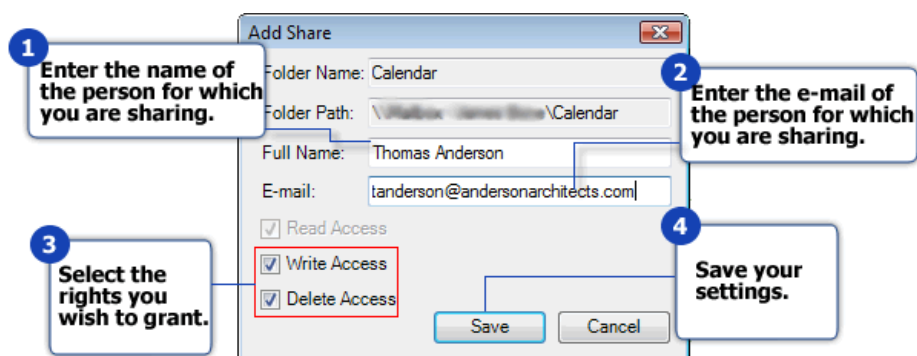 Add Share
1
Enter the name of
the person for which
you are sharing.
Folder Name: Calendar
2
Enter the e-mail of
the person for which
you are sharing.
Folder Path: \Calendar
Full Name: Thomas Anderson
E-mail: tanderson@andersonarchitects.com
Read Access
3
Select the
rights you
wish to grant.
Write Access
Delete Access
4
Save your
settings.
Save Cancel